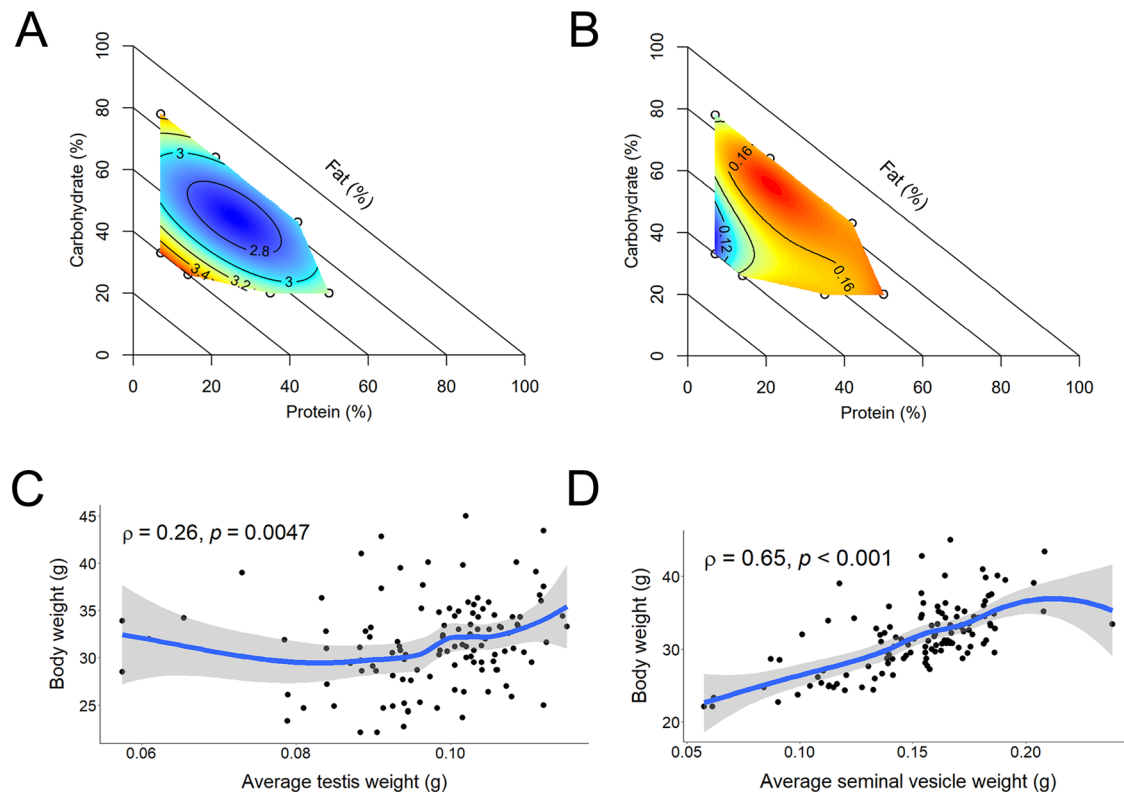 A
100
80
60
40
20
0
Carbohydrate (%)
Fat (%)
3
2.8
3.4
3.2
3
0
20
40
60
80
100
Protein (%)
B
100
80
60
40
20
0
Carbohydrate (%)
Fat (%)
0.16
0.12
0.16
0
20
40
60
80
100
Protein (%)
C
ρ = 0.26, p = 0.0047
45
40
35
30
25
Body weight (g)
0.06
0.08
0.10
Average testis weight (g)
D
ρ = 0.65, p < 0.001
40
30
20
Body weight (g)
0.05
0.10
0.15
0.20
Average seminal vesicle weight (g)